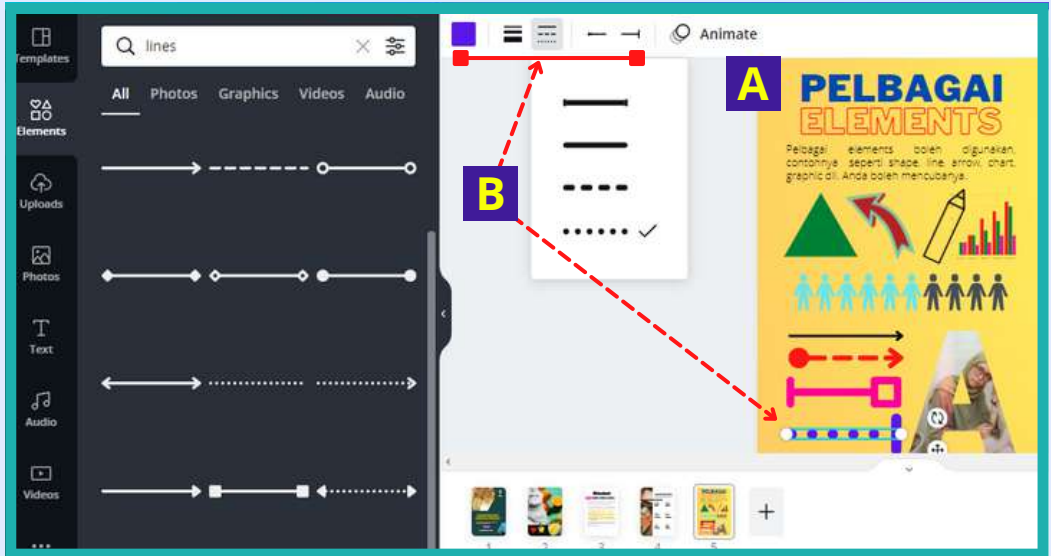 Templates
Elements
Uploads
Photos
Text
Audio
Videos
lines
All Photos Graphics Videos Audio
Animate
A
B
PELBAGAI
ELEMENTS
Pelbagai elements boleh digunakan,
contohnya seperti shape, line, arrow, chart,
graphic dll. Anda boleh mencubanya.
1 2 3 4 5